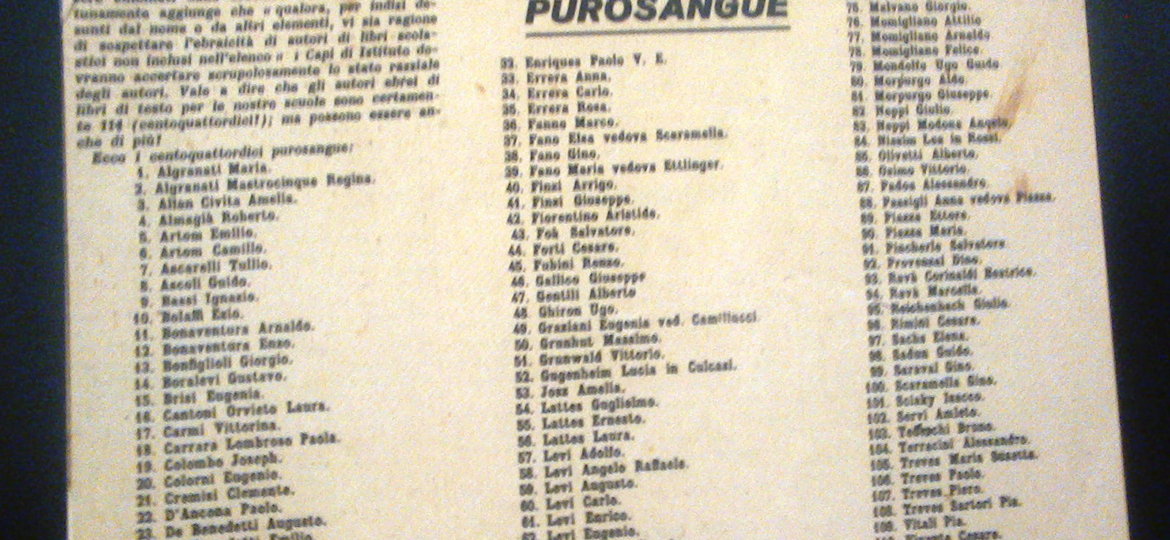 tunamente aggiunge che « qualora, per indizi de-
sunti dal nome o da altri elementi, vi sia ragione
di sospettare l'ebraicità di autori di libri scola-
stici non inclusi nell'elenco » i Capi di Istituto do-
vranno accertare scrupolosamente lo stato razziale
degli autori. Vale a dire che gli autori ebrei di
libri di testo per le nostre scuole sono certamen-
te 114 (centoquattordici!); ma possono essere an-
che di più!
Ecco i centoquattordici purosangue:
1. Algranati Maria.
2. Algranati Mastrocinque Regina.
3. Allan Civita Amelia.
4. Almagià Roberto.
5. Artom Emilio.
6. Artom Camillo.
7. Ascarelli Tullio.
8. Ascoli Guido.
9. Bassi Ignazio.
10. Bolaffi Ezio.
11. Bonaventura Arnaldo.
12. Bonaventura Enzo.
13. Bonfiglioli Giorgio.
14. Boralevi Gustavo.
15. Brisi Eugenia.
16. Cantoni Orvieto Laura.
17. Carmi Vittorina.
18. Carrara Lombroso Paola.
19. Colombo Joseph.
20. Colorni Eugenio.
21. Cremisi Clemente.
22. D'Ancona Paolo.
23. De Benedetti Augusto.
Emilio.
PUROSANGUE
32. Enriques Paolo V. E.
33. Errera Anna.
34. Errera Carlo.
35. Errera Rosa.
36. Fanno Marco.
37. Fano Elsa vedova Scaramella.
38. Fano Gino.
39. Fano Maria vedova Ettlinger.
40. Finzi Arrigo.
41. Finzi Giuseppe.
42. Fiorentino Aristide.
43. Foà Salvatore.
44. Forti Cesare.
45. Fubini Renzo.
46. Gallico Giuseppe
47. Gentili Alberto
48. Ghiron Ugo.
49. Graziani Eugenia ved. Camillucci.
50. Grunhut Massimo.
51. Grunwald Vittorio.
52. Gugenheim Lucia in Culcasi.
53. Josz Amelia.
54. Lattes Guglielmo.
55. Lattes Ernesto.
56. Lattes Laura.
57. Levi Adolfo.
58. Levi Angelo Raffaele.
59. Levi Augusto.
60. Levi Carlo.
61. Levi Enrico.
62. Levi Eugenio.
75. Malvano Giorgio.
76. Momigliano Attilio
77. Momigliano Arnaldo
78. Momigliano Felice.
79. Mondolfo Ugo Guido
80. Morpurgo Aldo.
81. Morpurgo Giuseppe.
82. Neppi Giulio.
83. Neppi Modona Angelo.
84. Nissim Lea in Rossi.
85. Olivetti Alberto.
86. Osimo Vittorio.
87. Padoa Alessandro.
88. Passigli Anna vedova Piazza.
89. Piazza Ettore.
90. Piazza Maria.
91. Pincherle Salvatore.
92. Provenzal Dino.
93. Ravà Corinaldi Beatrice.
94. Ravà Marcella.
95. Reichenbach Giulio.
96. Rimini Cesare.
97. Sachs Elena.
98. Sadun Guido.
99. Saraval Gino.
100. Scaramella Gino.
101. Sciaky Isacco.
102. Servi Amleto.
103. Bruno.
104. Terracini Alessandro.
105. Treves Maria Susetta.
106. Treves Paolo.
107. Treves Piero.
108. Treves Sartori Pia.
109. Vitali Pia.
Cesare.